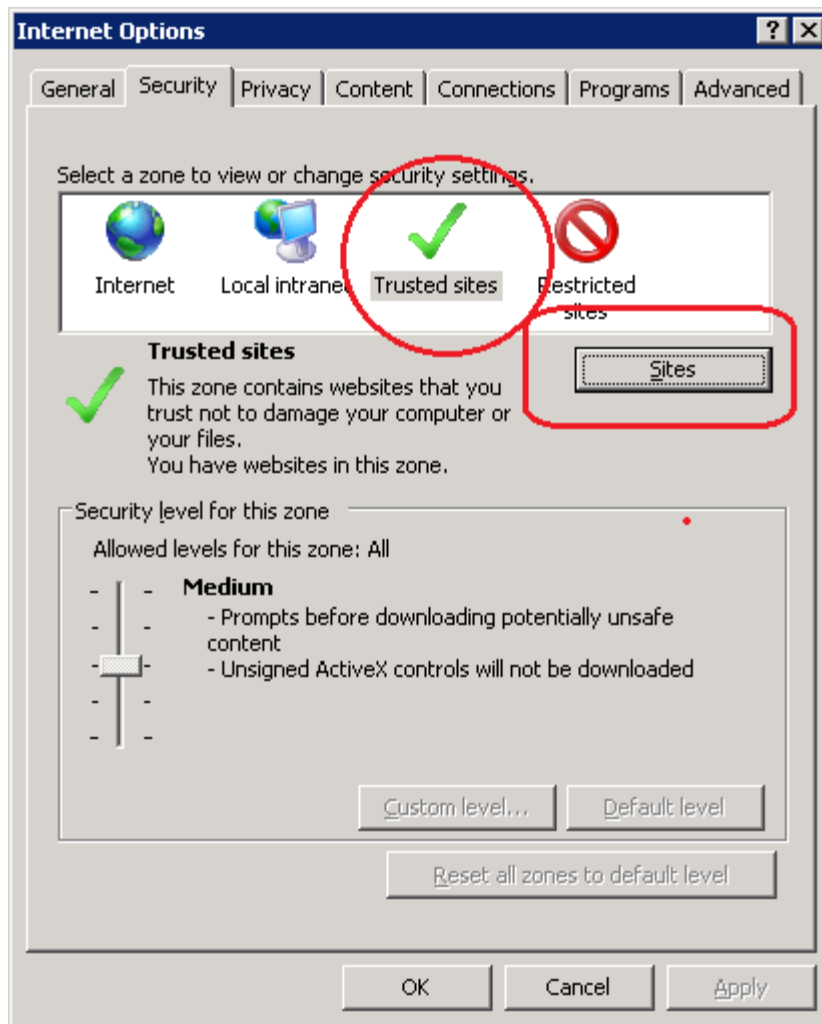 Internet Options
General Security Privacy Content Connections Programs Advanced
Select a zone to view or change security settings.
Internet Local intranet Trusted sites Restricted
sites
Trusted sites
Sites
This zone contains websites that you
trust not to damage your computer or
your files.
You have websites in this zone.
Security level for this zone
Allowed levels for this zone: All
Medium
- Prompts before downloading potentially unsafe
content
- Unsigned ActiveX controls will not be downloaded
Custom level... Default level
Reset all zones to default level
OK Cancel Apply